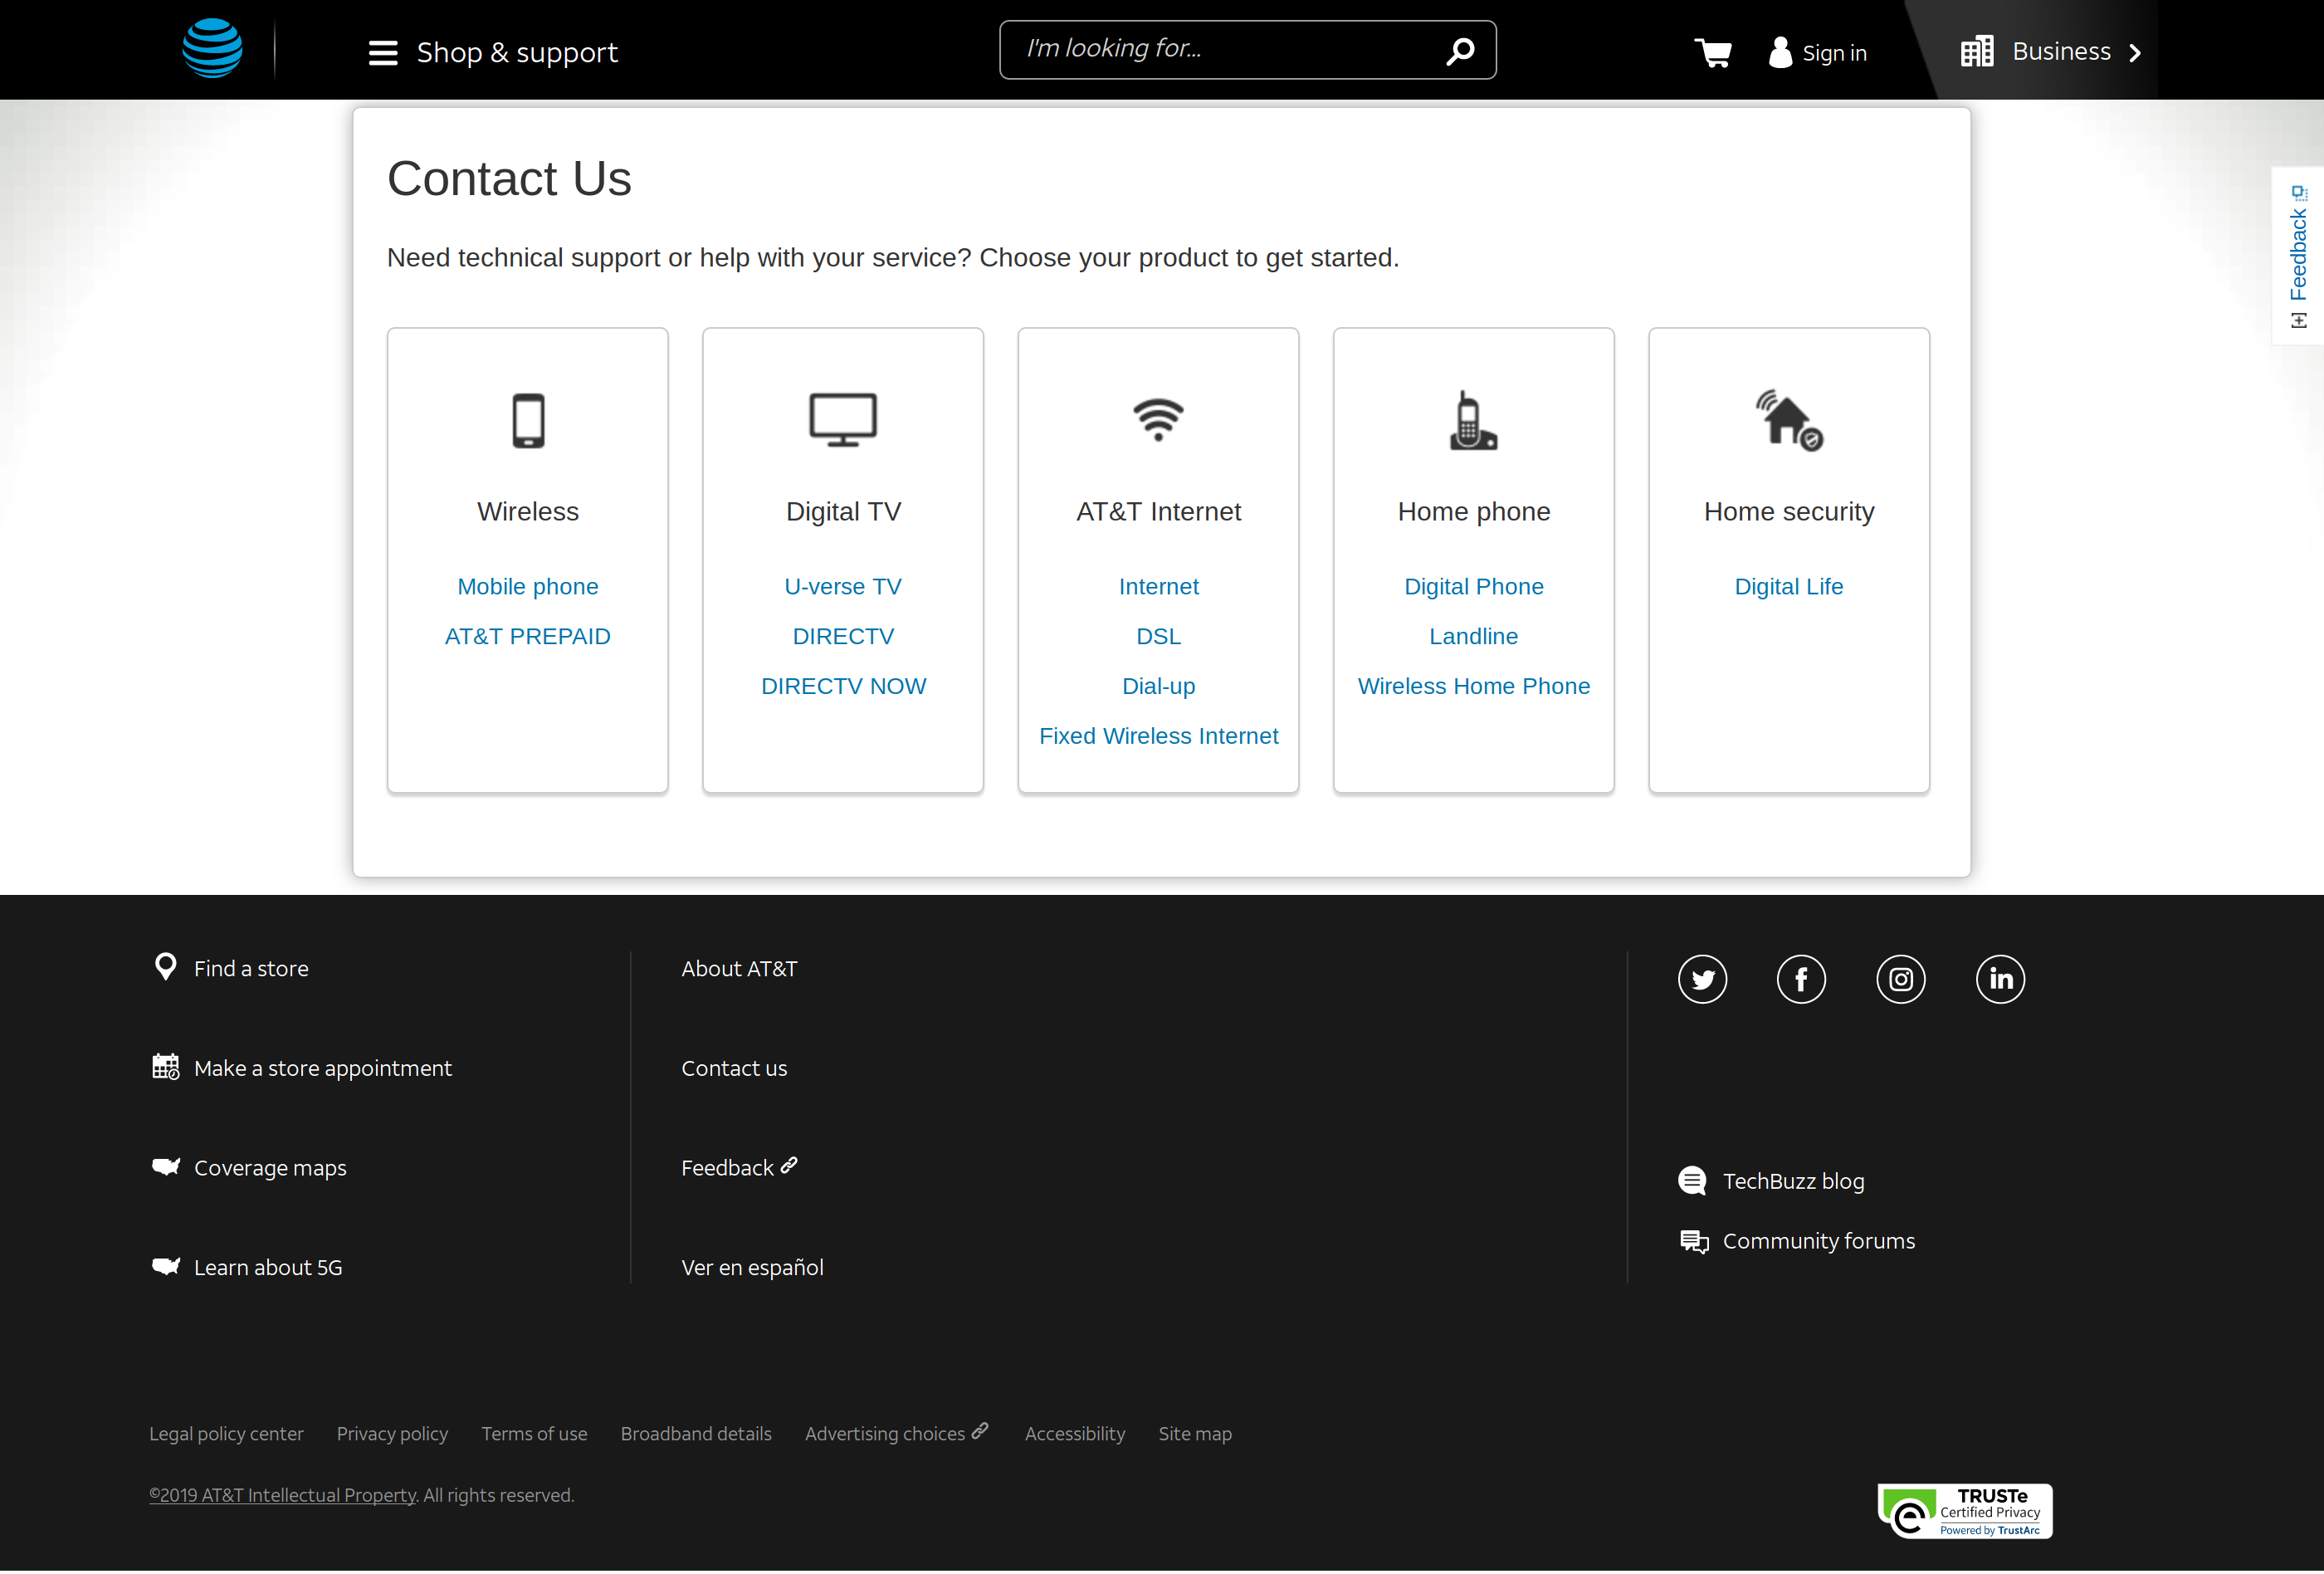 Shop & support
I'm looking for...
Sign in
Business
Contact Us
Need technical support or help with your service? Choose your product to get started.
[+] Feedback
Wireless
Mobile phone
AT&T PREPAID
Digital TV
U-verse TV
DIRECTV
DIRECTV NOW
AT&T Internet
Internet
DSL
Dial-up
Fixed Wireless Internet
Home phone
Digital Phone
Landline
Wireless Home Phone
Home security
Digital Life
Find a store
Make a store appointment
Coverage maps
Learn about 5G
About AT&T
Contact us
Feedback
Ver en español
TechBuzz blog
Community forums
Legal policy center Privacy policy Terms of use Broadband details Advertising choices Accessibility Site map
©2019 AT&T Intellectual Property. All rights reserved.
TRUSTe
Certified Privacy
Powered by TrustArc